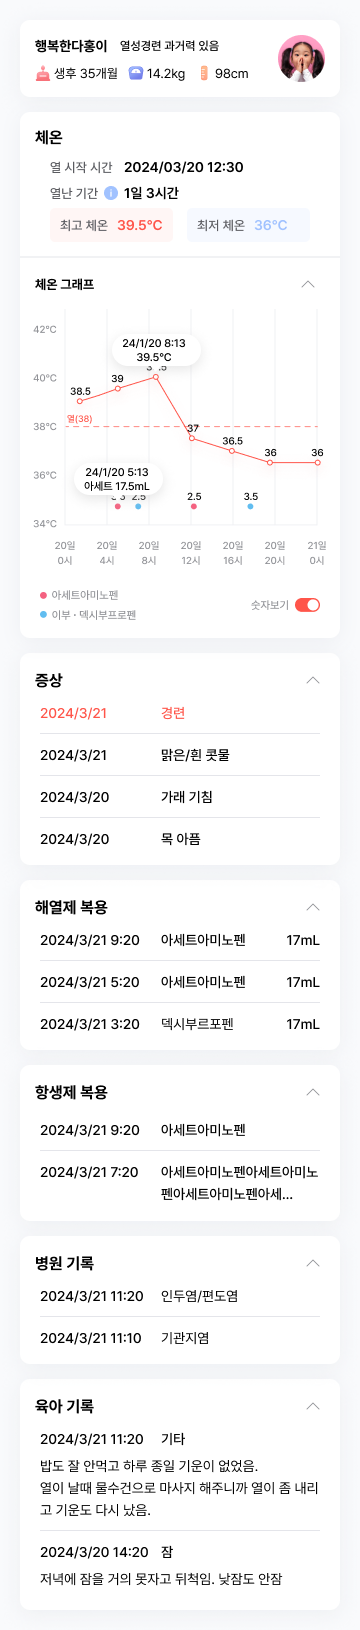 행복한다홍이 열성경련 과거력 있음
생후 35개월 14.2kg 98cm
체온
열 시작 시간 2024/03/20 12:30
열난 기간 i 1일 3시간
최고 체온 39.5°C 최저 체온 36°C
체온 그래프
42°C
24/1/20 8:13
39.5°C
40°C
38.5
39
열(38)
38°C
37
36.5
36
36
36°C
24/1/20 5:13
아세트 17.5mL
2.5
2.5
3.5
34°C
20일 20일 20일 20일 20일 20일 21일
0시 4시 8시 12시 16시 20시 0시
아세트아미노펜
이부 · 덱시부프로펜
숫자보기
증상
2024/3/21 경련
2024/3/21 맑은/흰 콧물
2024/3/20 가래 기침
2024/3/20 목 아픔
해열제 복용
2024/3/21 9:20 아세트아미노펜 17mL
2024/3/21 5:20 아세트아미노펜 17mL
2024/3/21 3:20 덱시부르포펜 17mL
항생제 복용
2024/3/21 9:20 아세트아미노펜
2024/3/21 7:20 아세트아미노펜아세트아미노
펜아세트아미노펜아세...
병원 기록
2024/3/21 11:20 인두염/편도염
2024/3/21 11:10 기관지염
육아 기록
2024/3/21 11:20 기타
밥도 잘 안먹고 하루 종일 기운이 없었음.
열이 날때 물수건으로 마사지 해주니까 열이 좀 내리
고 기운도 다시 났음.
2024/3/20 14:20 잠
저녁에 잠을 거의 못자고 뒤척임. 낮잠도 안잠